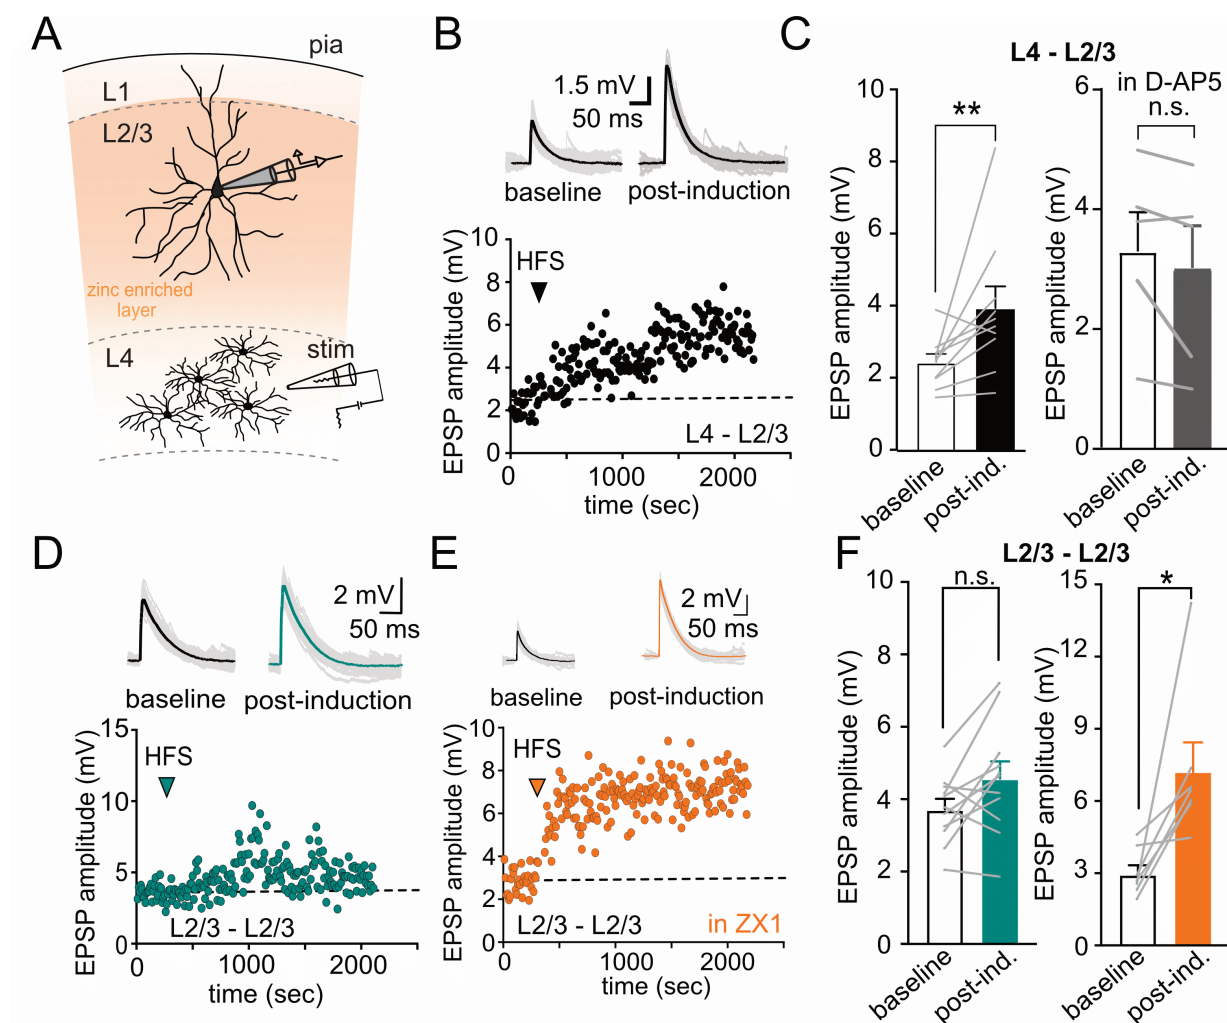 A
pia
L1
L2/3
zinc enriched
layer
L4
stim
B
1.5 mV
50 ms
baseline
post-induction
EPSP amplitude (mV)
10
8
6
4
2
0
HFS
L4 - L2/3
0
1000
2000
time (sec)
C
L4 - L2/3
EPSP amplitude (mV)
10
8
6
4
2
0
**
baseline
post-ind.
in D-AP5
n.s.
EPSP amplitude (mV)
6
4
2
0
baseline
post-ind.
D
2 mV
50 ms
baseline
post-induction
EPSP amplitude (mV)
15
10
5
0
HFS
L2/3 - L2/3
0
1000
2000
time (sec)
E
2 mV
50 ms
baseline
post-induction
EPSP amplitude (mV)
10
8
6
4
2
0
HFS
L2/3 - L2/3
in ZX1
0
1000
2000
time (sec)
F
L2/3 - L2/3
n.s.
EPSP amplitude (mV)
10
8
6
4
2
0
baseline
post-ind.
*
EPSP amplitude (mV)
15
12
9
6
3
0
baseline
post-ind.